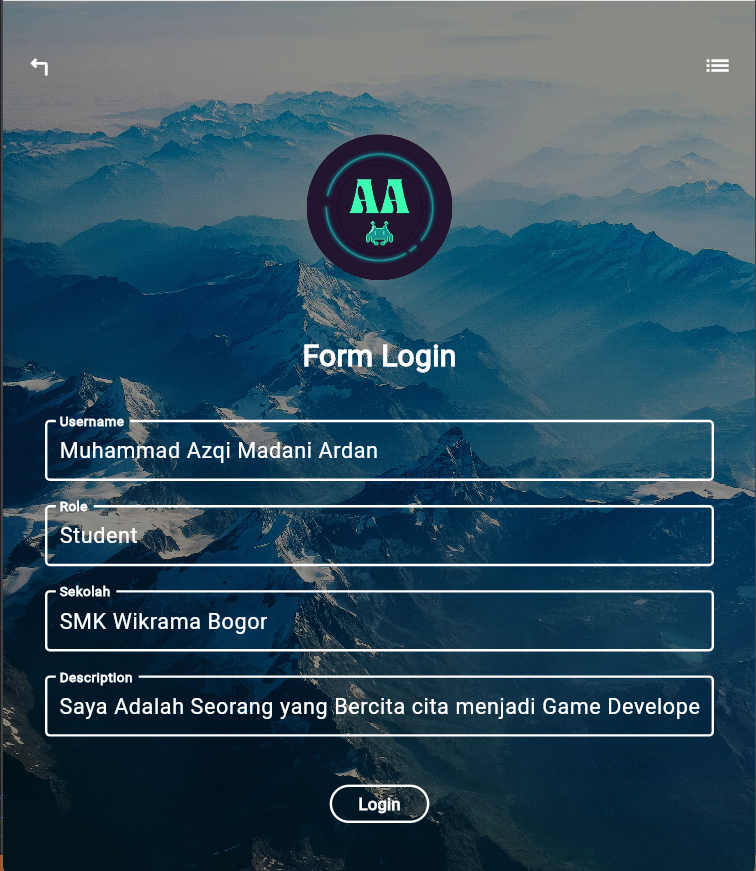 AA
Form Login
Username
Muhammad Azqi Madani Ardan
Role
Student
Sekolah
SMK Wikrama Bogor
Description
Saya Adalah Seorang yang Bercita cita menjadi Game Develope
Login